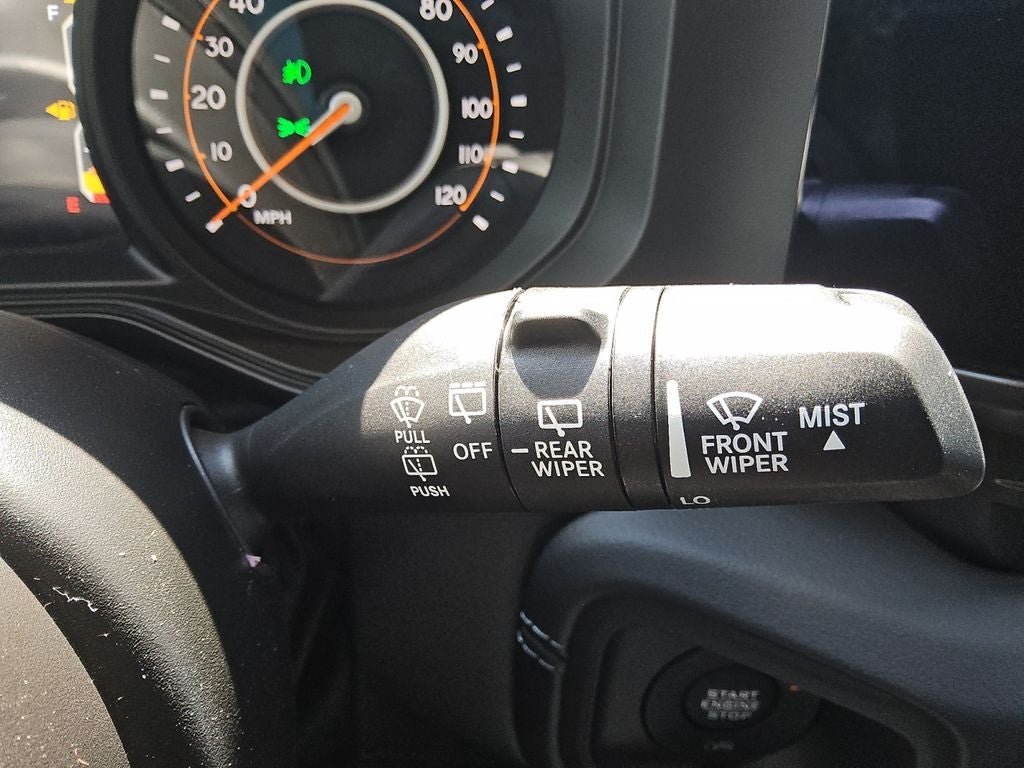 F
E
40
30
20
10
0
MPH
80
90
100
110
120
PULL
PUSH
OFF
REAR
WIPER
FRONT
WIPER
MIST
LO
START
ENGINE
STOP